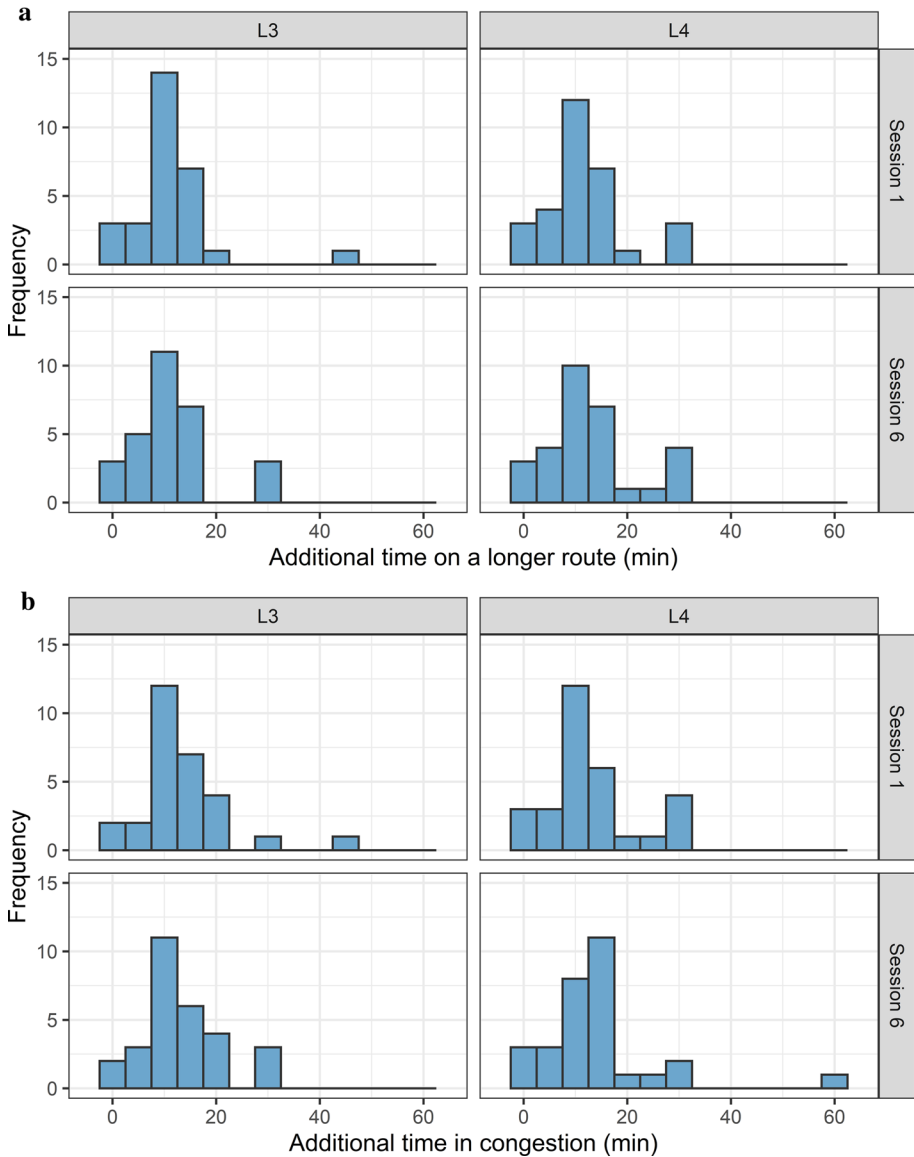 a
L3 L4
15
10
5
0
Session 1
15
10
5
0
Session 6
Frequency
0 20 40 60 0 20 40 60
Additional time on a longer route (min)
b
L3 L4
15
10
5
0
Session 1
15
10
5
0
Session 6
Frequency
0 20 40 60 0 20 40 60
Additional time in congestion (min)